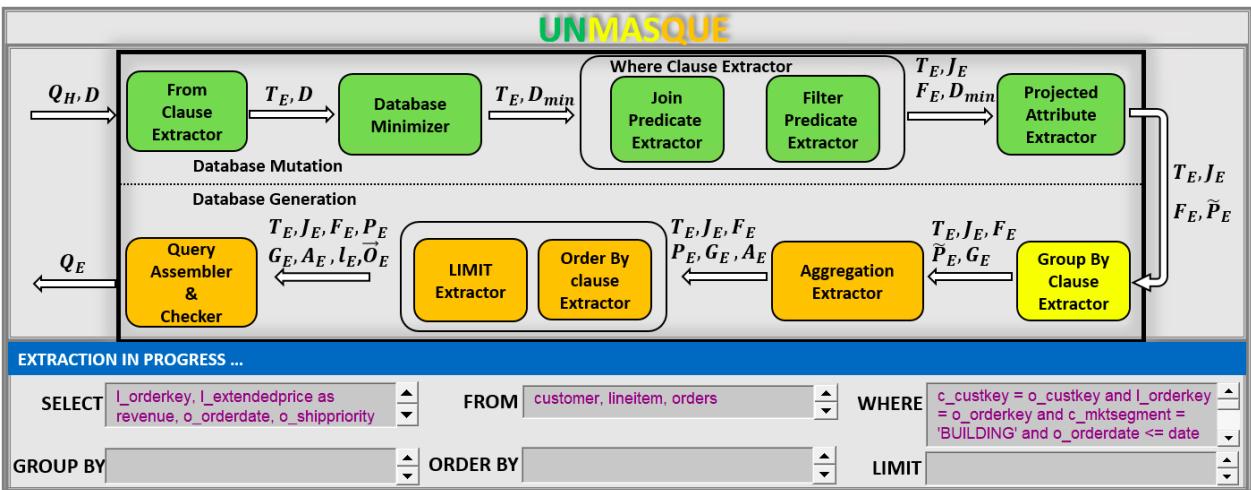 UNMASQUE
Q_H, D
From
Clause
Extractor
T_E, D
Database
Minimizer
T_E, D_min
Where Clause Extractor
Join
Predicate
Extractor
Filter
Predicate
Extractor
T_E, J_E
F_E, D_min
Projected
Attribute
Extractor
Database Mutation
T_E, J_E
F_E, P̃_E
Database Generation
Q_E
Query
Assembler
&
Checker
T_E, J_E, F_E, P_E
G_E, A_E, l_E, O⃗_E
LIMIT
Extractor
Order By
clause
Extractor
T_E, J_E, F_E
P_E, G_E, A_E
Aggregation
Extractor
T_E, J_E, F_E
P̃_E, G_E
Group By
Clause
Extractor
EXTRACTION IN PROGRESS ...
SELECT
l_orderkey, l_extendedprice as
revenue, o_orderdate, o_shippriority
FROM
customer, lineitem, orders
WHERE
c_custkey = o_custkey and l_orderkey
= o_orderkey and c_mktsegment =
'BUILDING' and o_orderdate <= date
GROUP BY
ORDER BY
LIMIT